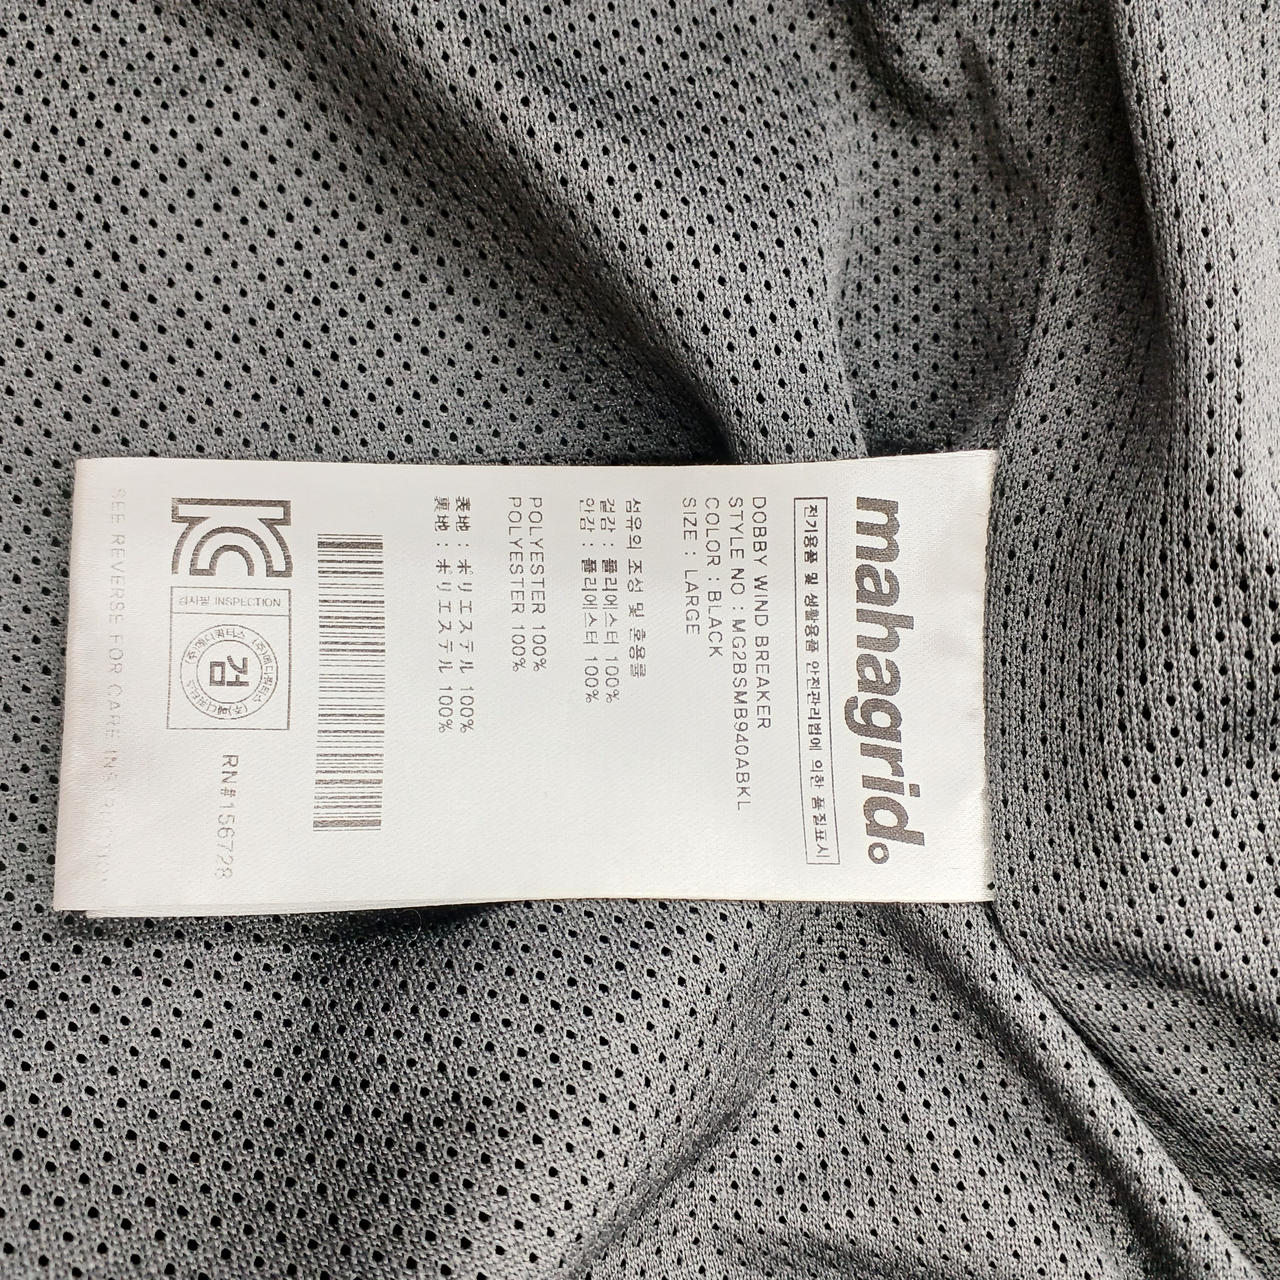 mahagrid.
전기용품 및 생활용품 안전관리법에 의한 품질표시
DOBBY WIND BREAKER
STYLE NO : MG2BSMB940ABKL
COLOR : BLACK
SIZE : LARGE
섬유의 조성 및 혼용률
겉감 : 폴리에스터 100%
안감 : 폴리에스터 100%
POLYESTER 100%
POLYESTER 100%
表地 : ポリエステル 100%
裏地 : ポリエステル 100%
KC
검사필 INSPECTION
검
RN#156728
SEE REVERSE FOR CARE